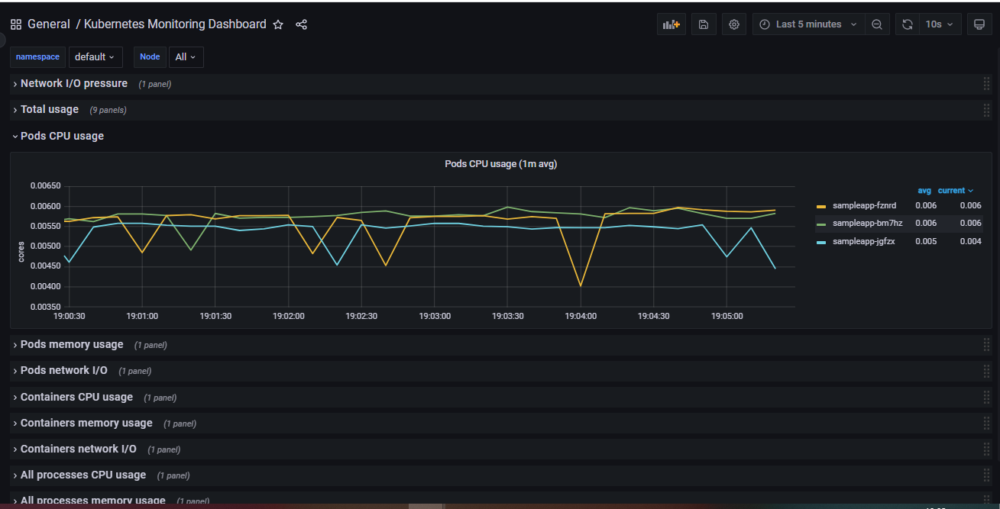 General / Kubernetes Monitoring Dashboard
Last 5 minutes
10s
namespace default Node All
Network I/O pressure (1 panel)
Total usage (9 panels)
Pods CPU usage
Pods CPU usage (1m avg)
0.00650
0.00600
0.00550
0.00500
0.00450
0.00400
0.00350
cores
19:00:30 19:01:00 19:01:30 19:02:00 19:02:30 19:03:00 19:03:30 19:04:00 19:04:30 19:05:00
avg current
sampleapp-fznrd 0.006 0.006
sampleapp-bm7hz 0.006 0.006
sampleapp-jgfzx 0.005 0.004
Pods memory usage (1 panel)
Pods network I/O (1 panel)
Containers CPU usage (1 panel)
Containers memory usage (1 panel)
Containers network I/O (1 panel)
All processes CPU usage (1 panel)
All processes memory usage (1 panel)